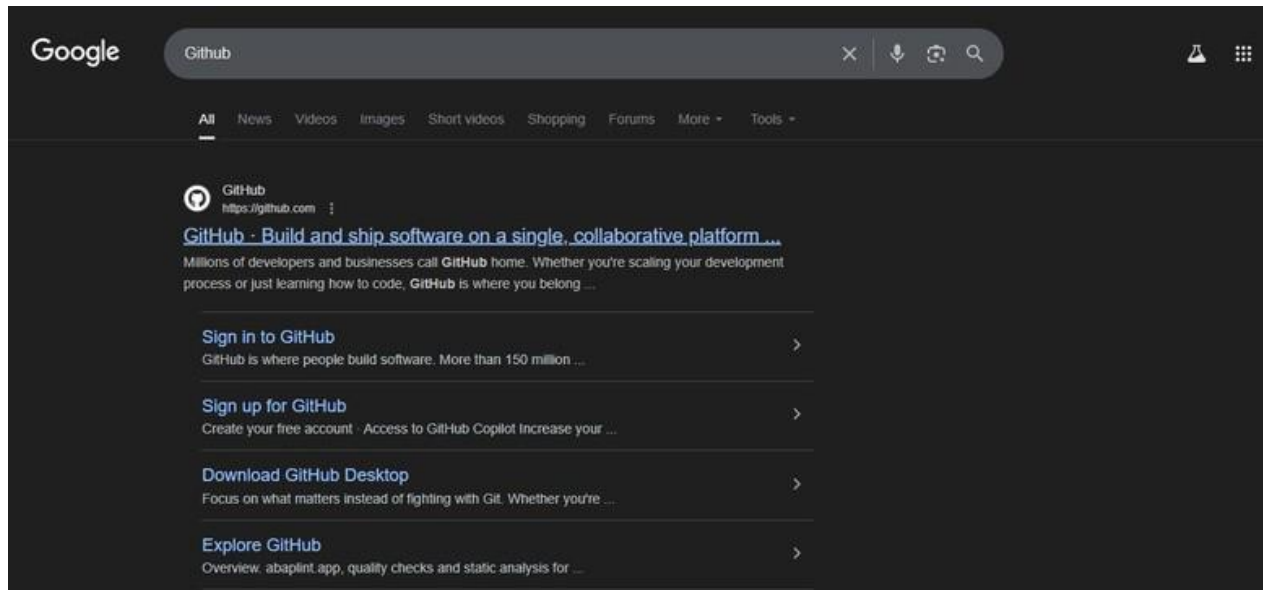 Google
Github
All News Videos Images Short videos Shopping Forums More Tools
GitHub
https://github.com
GitHub · Build and ship software on a single, collaborative platform ...
Millions of developers and businesses call GitHub home. Whether you're scaling your development
process or just learning how to code, GitHub is where you belong ...
Sign in to GitHub
GitHub is where people build software. More than 150 million ...
Sign up for GitHub
Create your free account · Access to GitHub Copilot Increase your ...
Download GitHub Desktop
Focus on what matters instead of fighting with Git. Whether you're ...
Explore GitHub
Overview. abaplint.app, quality checks and static analysis for ...